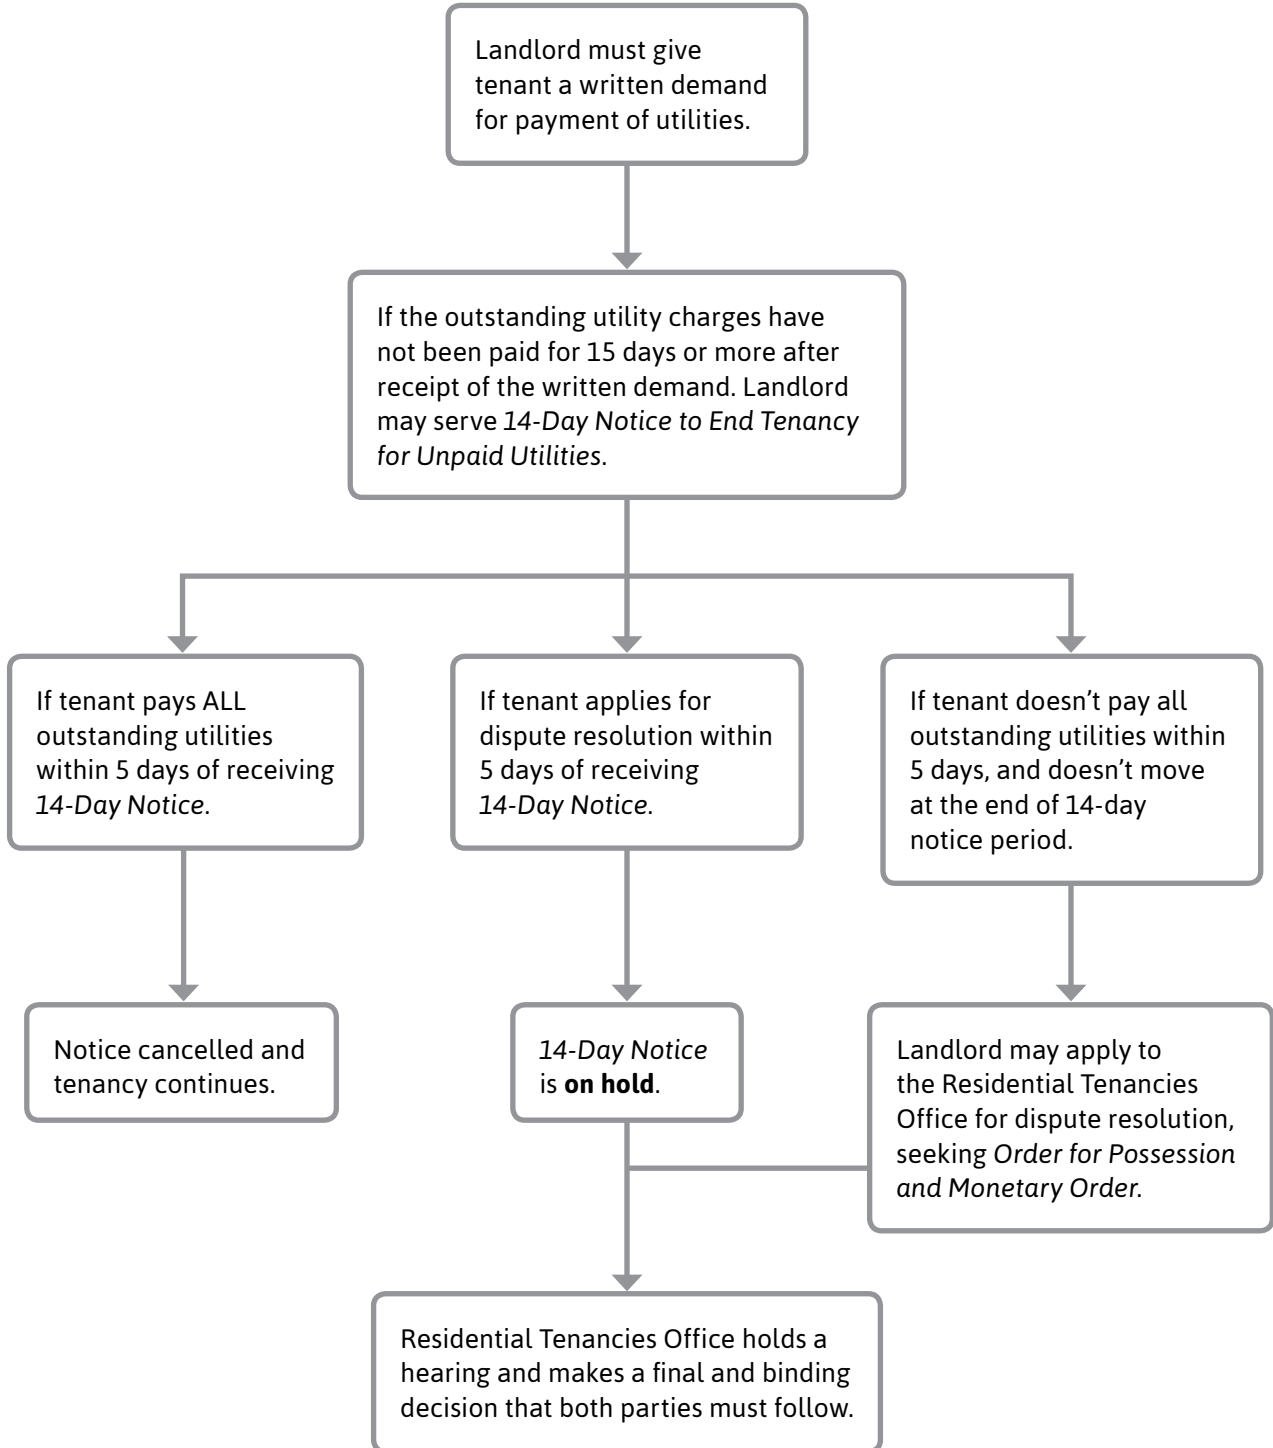 Landlord must give
tenant a written demand
for payment of utilities.
If the outstanding utility charges have
not been paid for 15 days or more after
receipt of the written demand. Landlord
may serve 14-Day Notice to End Tenancy
for Unpaid Utilities.
If tenant pays ALL
outstanding utilities
within 5 days of receiving
14-Day Notice.
If tenant applies for
dispute resolution within
5 days of receiving
14-Day Notice.
If tenant doesn’t pay all
outstanding utilities within
5 days, and doesn’t move
at the end of 14-day
notice period.
Notice cancelled and
tenancy continues.
14-Day Notice
is on hold.
Landlord may apply to
the Residential Tenancies
Office for dispute resolution,
seeking Order for Possession
and Monetary Order.
Residential Tenancies Office holds a
hearing and makes a final and binding
decision that both parties must follow.